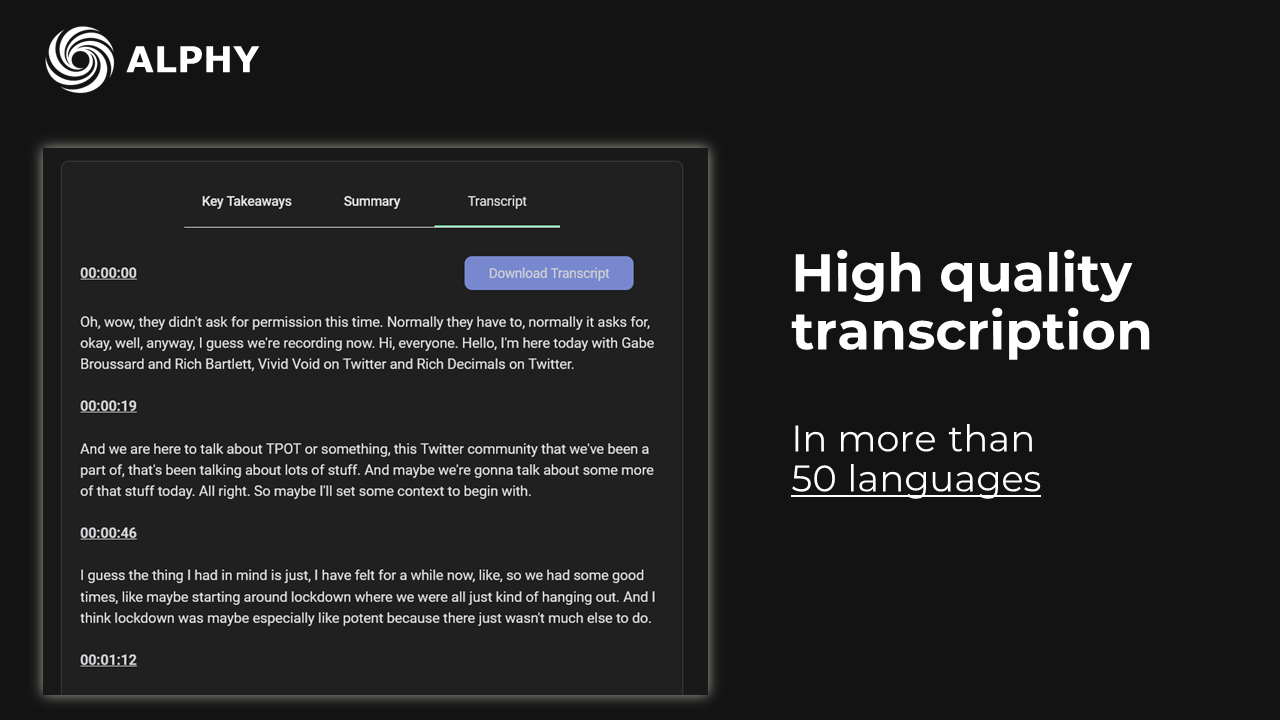 ALPHY
Key Takeaways
Summary
Transcript
00:00:00
Download Transcript
Oh, wow, they didn't ask for permission this time. Normally they have to, normally it asks for,
okay, well, anyway, I guess we're recording now. Hi, everyone. Hello, I'm here today with Gabe
Broussard and Rich Bartlett, Vivid Void on Twitter and Rich Decimals on Twitter.
00:00:19
And we are here to talk about TPOT or something, this Twitter community that we've been a
part of, that's been talking about lots of stuff. And maybe we're gonna talk about some more
of that stuff today. All right. So maybe I'll set some context to begin with.
00:00:46
I guess the thing I had in mind is just, I have felt for a while now, like, so we had some good
times, like maybe starting around lockdown where we were all just kind of hanging out. And I
think lockdown was maybe especially like potent because there just wasn't much else to do.
00:01:12
High quality
transcription
In more than
50 languages